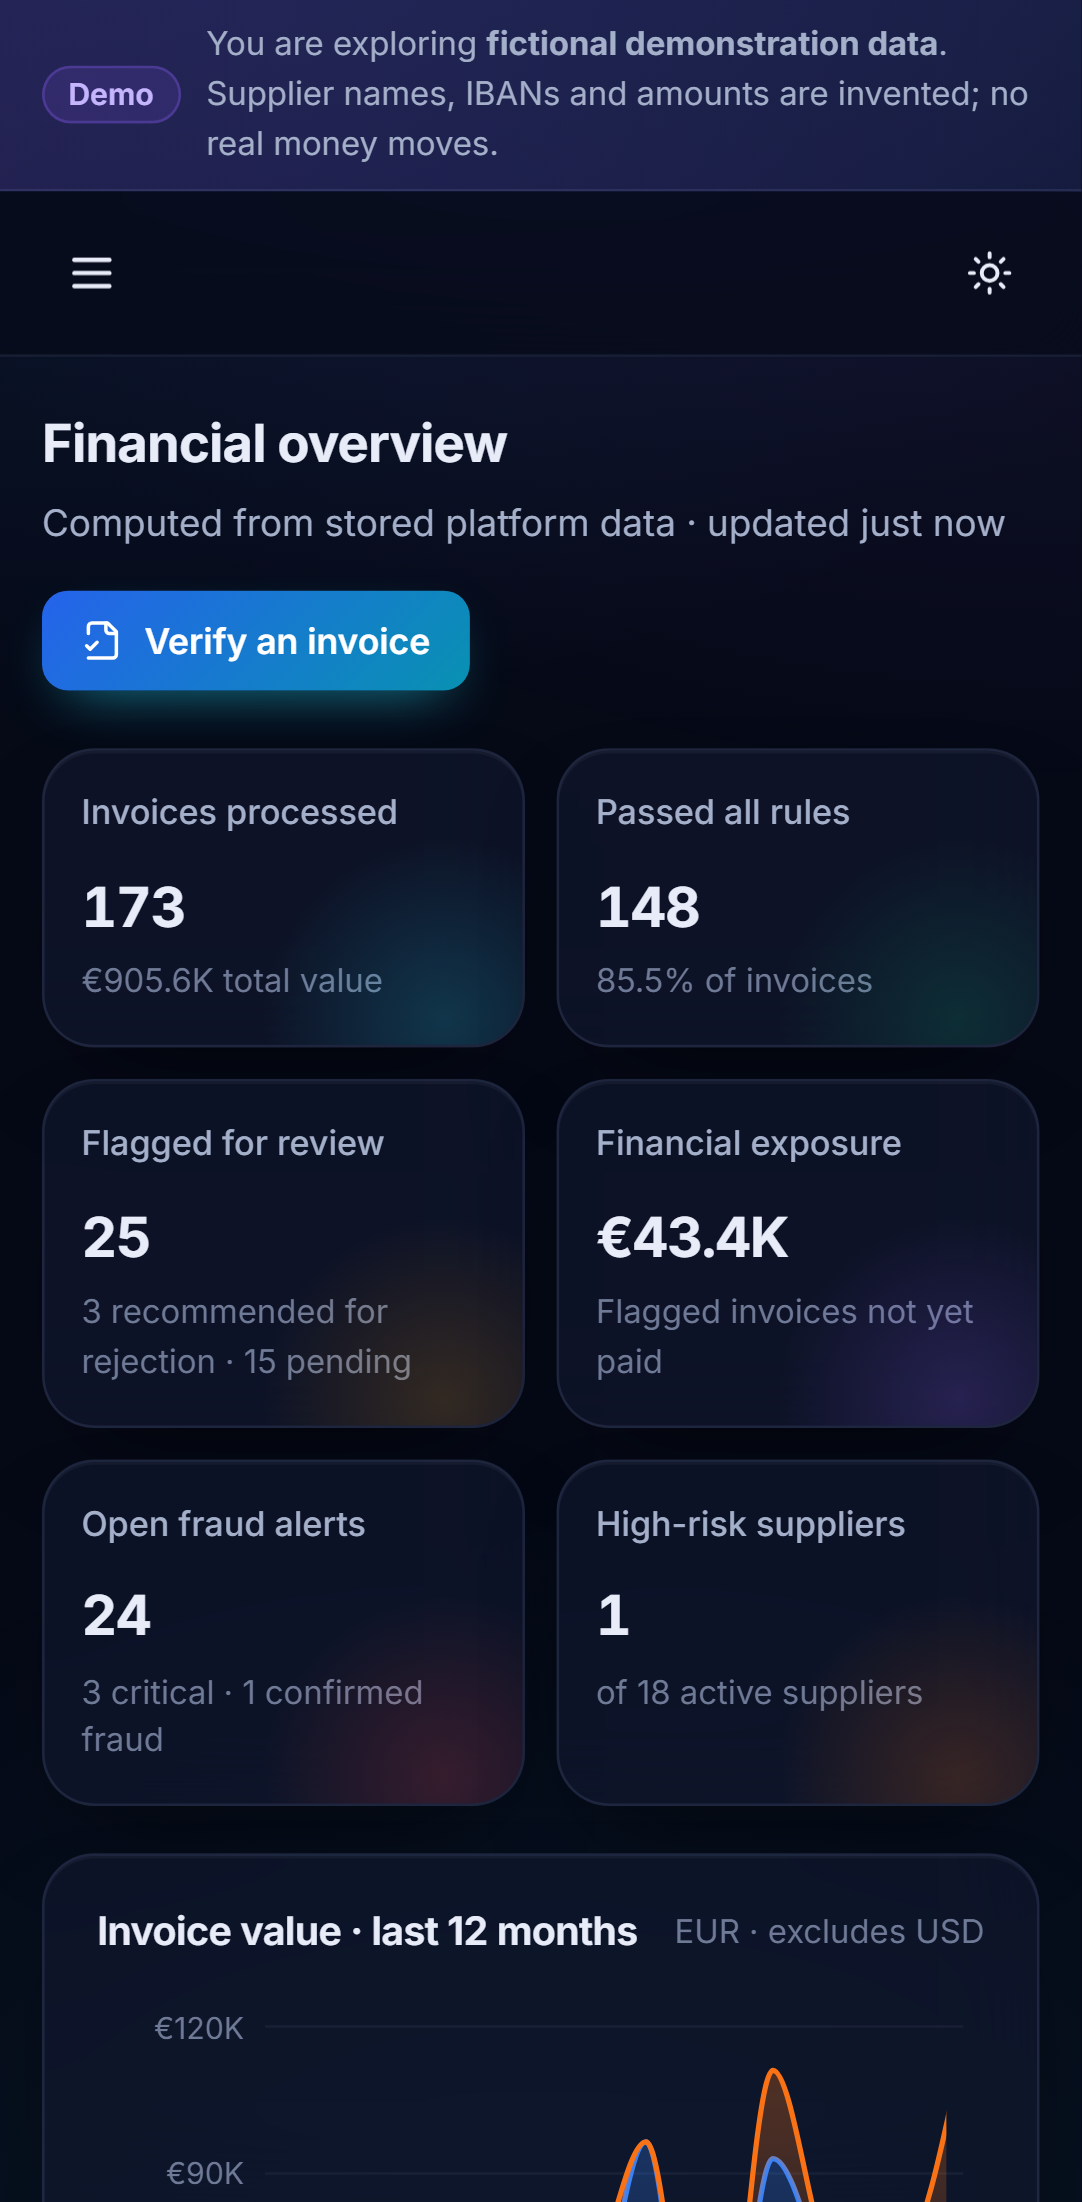 You are exploring fictional demonstration data.
Demo
Supplier names, IBANs and amounts are invented; no
real money moves.
Financial overview
Computed from stored platform data · updated just now
Verify an invoice
Invoices processed
173
€905.6K total value
Passed all rules
148
85.5% of invoices
Flagged for review
25
3 recommended for
rejection · 15 pending
Financial exposure
€43.4K
Flagged invoices not yet
paid
Open fraud alerts
24
3 critical · 1 confirmed
fraud
High-risk suppliers
1
of 18 active suppliers
Invoice value · last 12 months
EUR · excludes USD
€120K
€90K